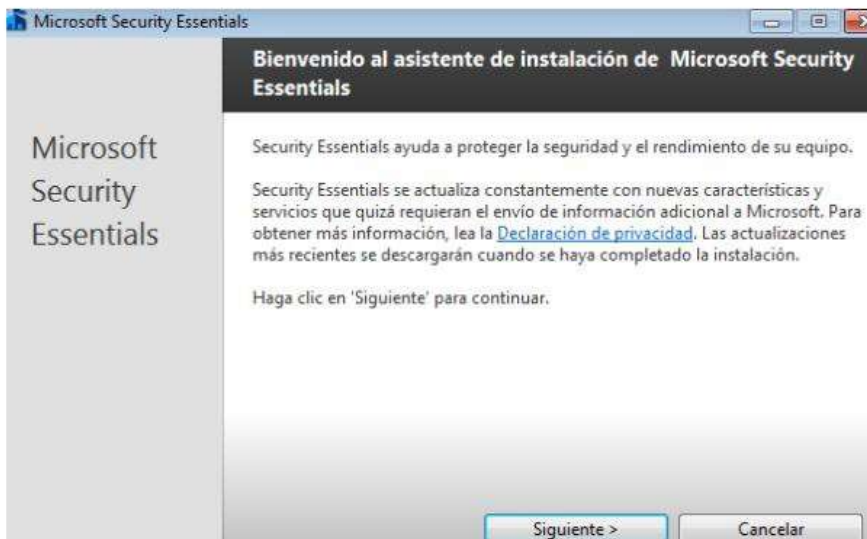 Microsoft Security Essentials
Bienvenido al asistente de instalación de Microsoft Security
Essentials
Microsoft
Security
Essentials
Security Essentials ayuda a proteger la seguridad y el rendimiento de su equipo.
Security Essentials se actualiza constantemente con nuevas características y
servicios que quizá requieran el envío de información adicional a Microsoft. Para
obtener más información, lea la Declaración de privacidad. Las actualizaciones
más recientes se descargarán cuando se haya completado la instalación.
Haga clic en 'Siguiente' para continuar.
Siguiente >
Cancelar